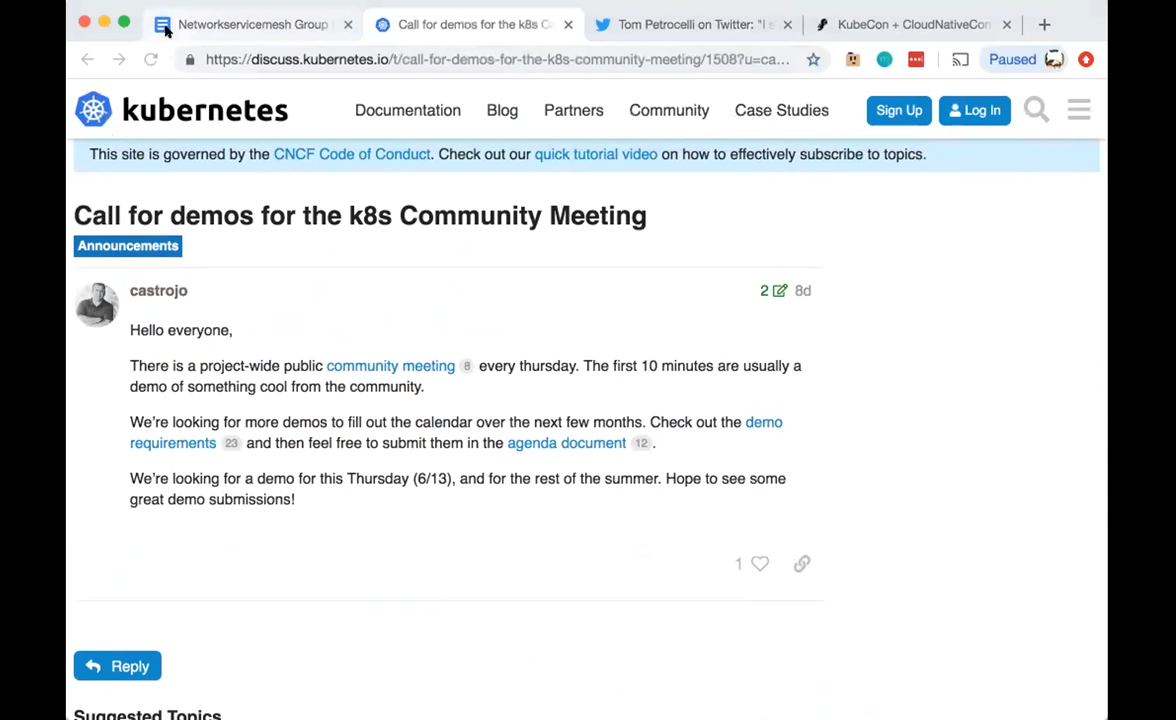 Networkservicemesh Group
Call for demos for the k8s Co
Tom Petrocelli on Twitter: "I s
KubeCon + CloudNativeCon
https://discuss.kubernetes.io/t/call-for-demos-for-the-k8s-community-meeting/1508?u=ca...
Paused
kubernetes
Documentation
Blog
Partners
Community
Case Studies
Sign Up
Log In
This site is governed by the CNCF Code of Conduct. Check out our quick tutorial video on how to effectively subscribe to topics.
Call for demos for the k8s Community Meeting
Announcements
castrojo
2
8d
Hello everyone,
There is a project-wide public community meeting 8 every thursday. The first 10 minutes are usually a
demo of something cool from the community.
We're looking for more demos to fill out the calendar over the next few months. Check out the demo
requirements 23 and then feel free to submit them in the agenda document 12 .
We're looking for a demo for this Thursday (6/13), and for the rest of the summer. Hope to see some
great demo submissions!
1
Reply
Suggested Topics